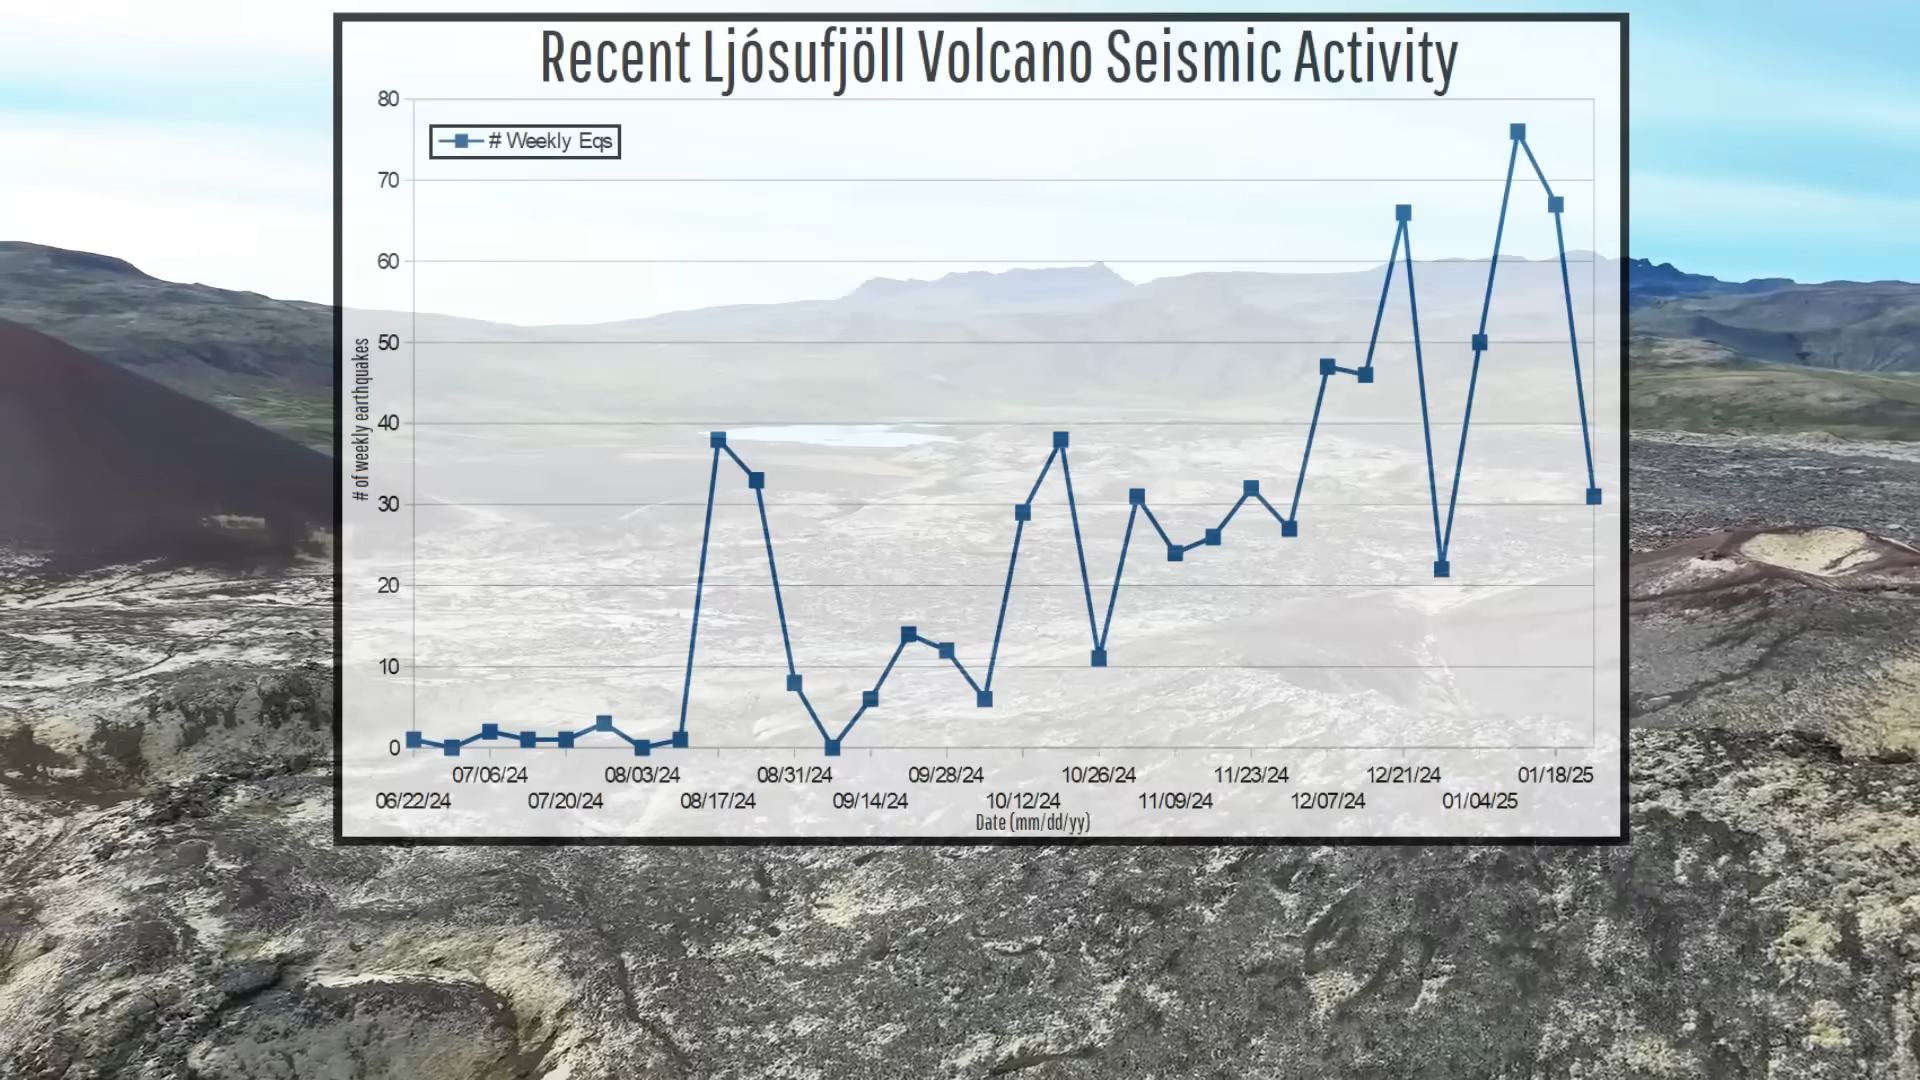 Recent Ljósufjöll Volcano Seismic Activity
80
# Weekly Eqs
70
60
50
40
30
20
10
0
# of weekly earthquakes
07/06/24 08/03/24 08/31/24 09/28/24 10/26/24 11/23/24 12/21/24 01/18/25
06/22/24 07/20/24 08/17/24 09/14/24 10/12/24 11/09/24 12/07/24 01/04/25
Date (mm/dd/yy)